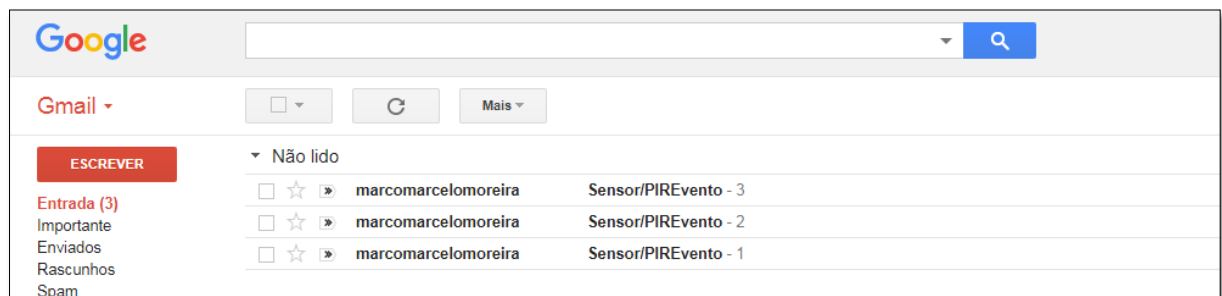 Google
Gmail
Mais
ESCREVER
Não lido
marcomarcelomoreira Sensor/PIREvento - 3
marcomarcelomoreira Sensor/PIREvento - 2
marcomarcelomoreira Sensor/PIREvento - 1
Entrada (3)
Importante
Enviados
Rascunhos
Spam